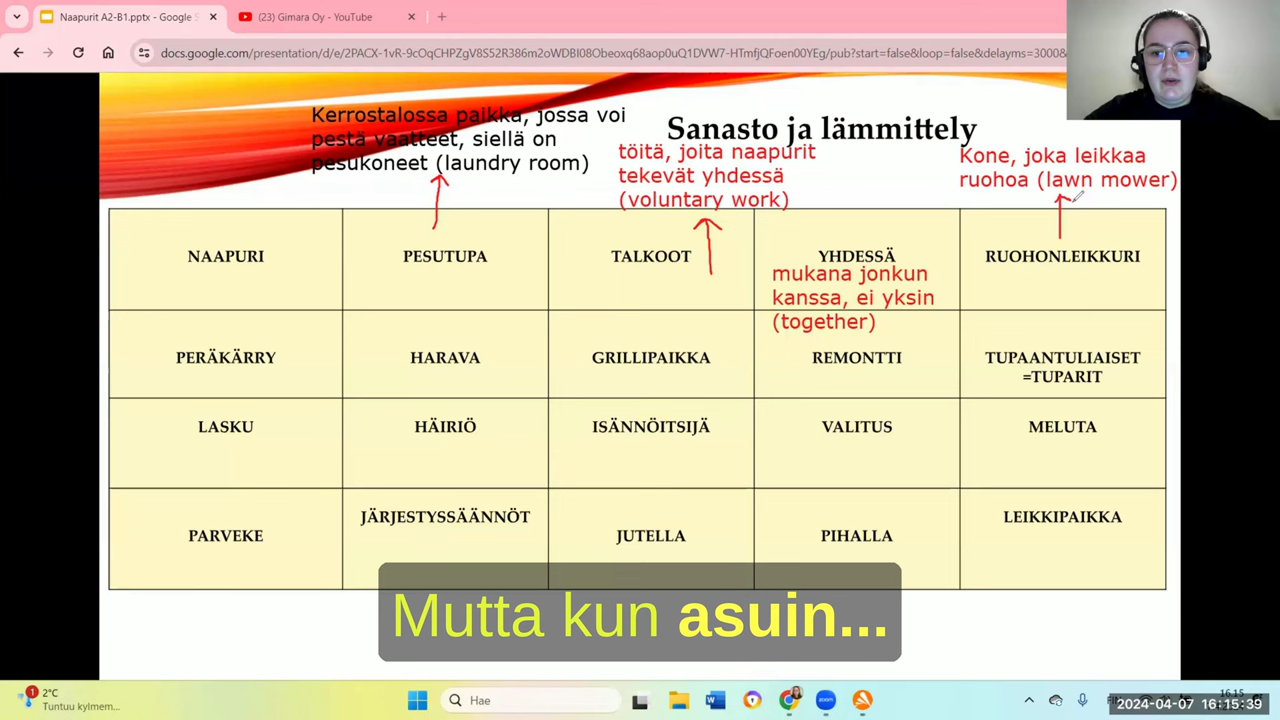 Naapurit A2-B1.pptx - Google S
(23) Gimara Oy - YouTube
docs.google.com/presentation/d/e/2PACX-1vR-9cOqCHPZgV8S52R386m2oWDBI08Obeoxq68aop0uQ1DVW7-HTmfjQFoen00YEg/pub?start=false&loop=false&delayms=3000&
Kerrostalossa paikka, jossa voi
pestä vaatteet, siellä on
pesukoneet (laundry room)
Sanasto ja lämmittely
töitä, joita naapurit
tekevät yhdessä
(voluntary work)
Kone, joka leikkaa
ruohoa (lawn mower)
NAAPURI
PESUTUPA
TALKOOT
YHDESSÄ
mukana jonkun
kanssa, ei yksin
(together)
RUOHONLEIKKURI
PERÄKÄRRY
HARAVA
GRILLIPAIKKA
REMONTTI
TUPAANTULIAISET
=TUPARIT
LASKU
HÄIRIÖ
ISÄNNÖITSIJÄ
VALITUS
MELUTA
PARVEKE
JÄRJESTYSSÄÄNNÖT
JUTELLA
PIHALLA
LEIKKIPAIKKA
Mutta kun asuin...
1
2°C
Tuntuu kylmem...
Hae
16.15
2024-04-07 16:15:39